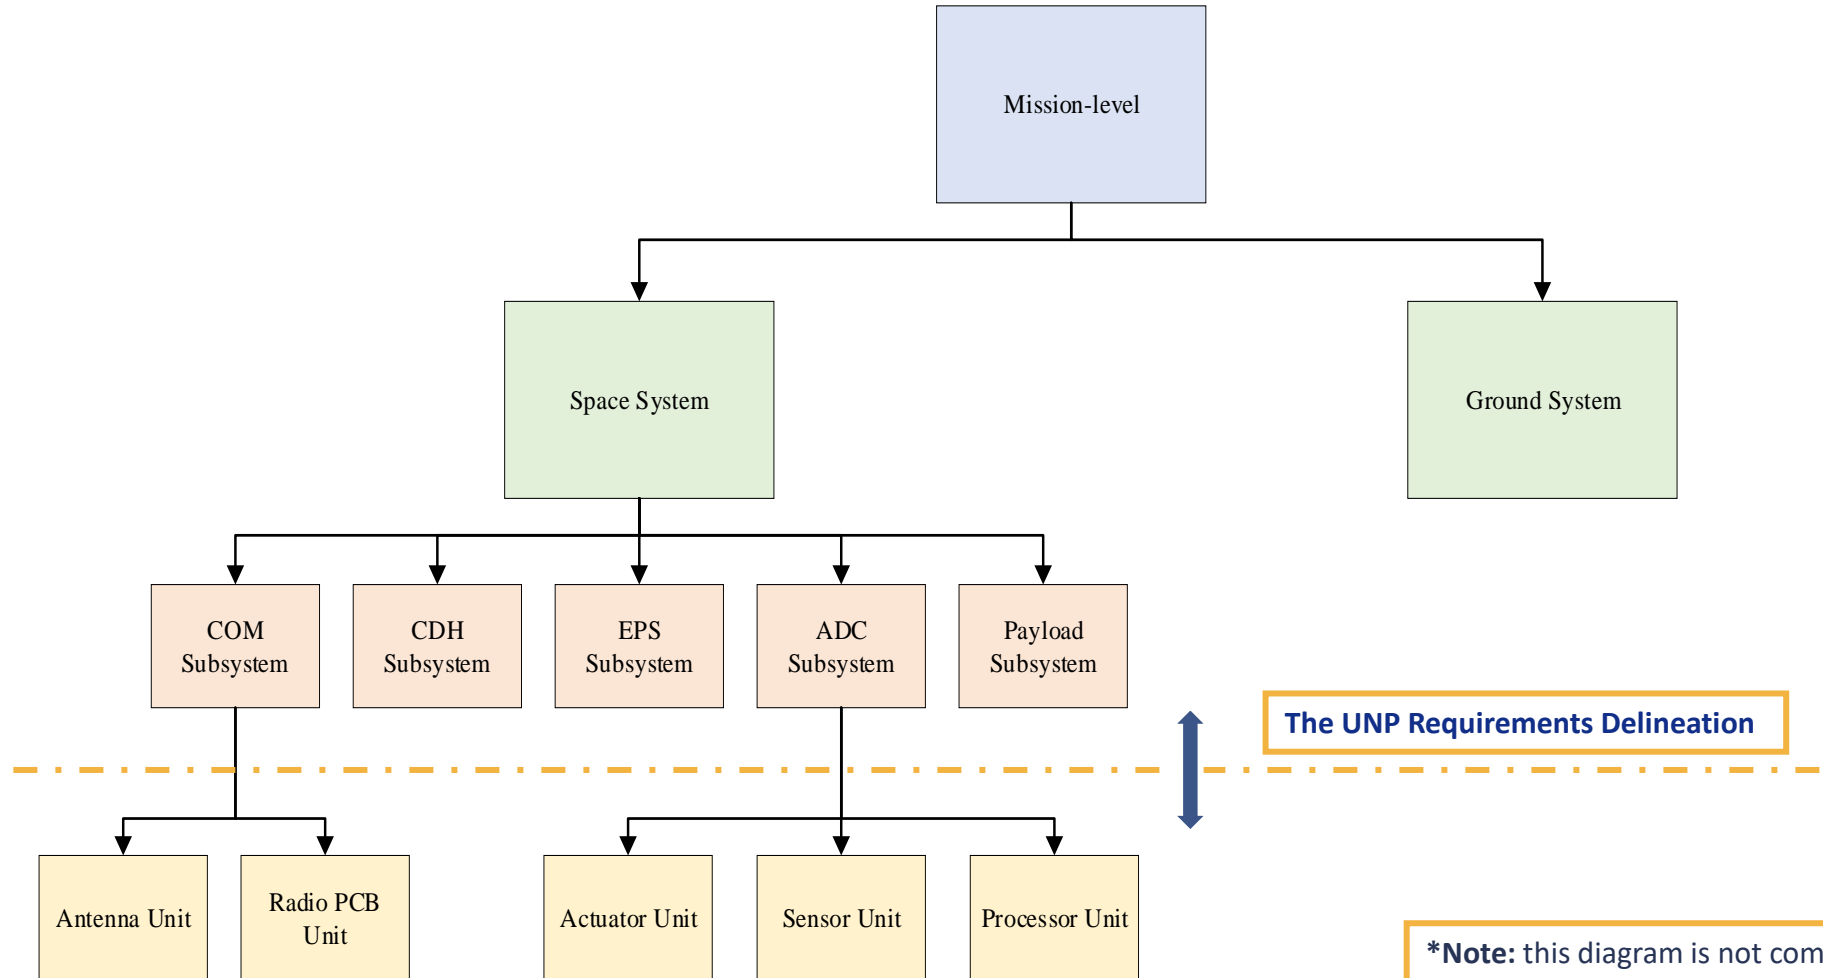 Mission-level
Space System
Ground System
COM
Subsystem
CDH
Subsystem
EPS
Subsystem
ADC
Subsystem
Payload
Subsystem
The UNP Requirements Delineation
Antenna Unit
Radio PCB
Unit
Actuator Unit
Sensor Unit
Processor Unit
*Note: this diagram is not com